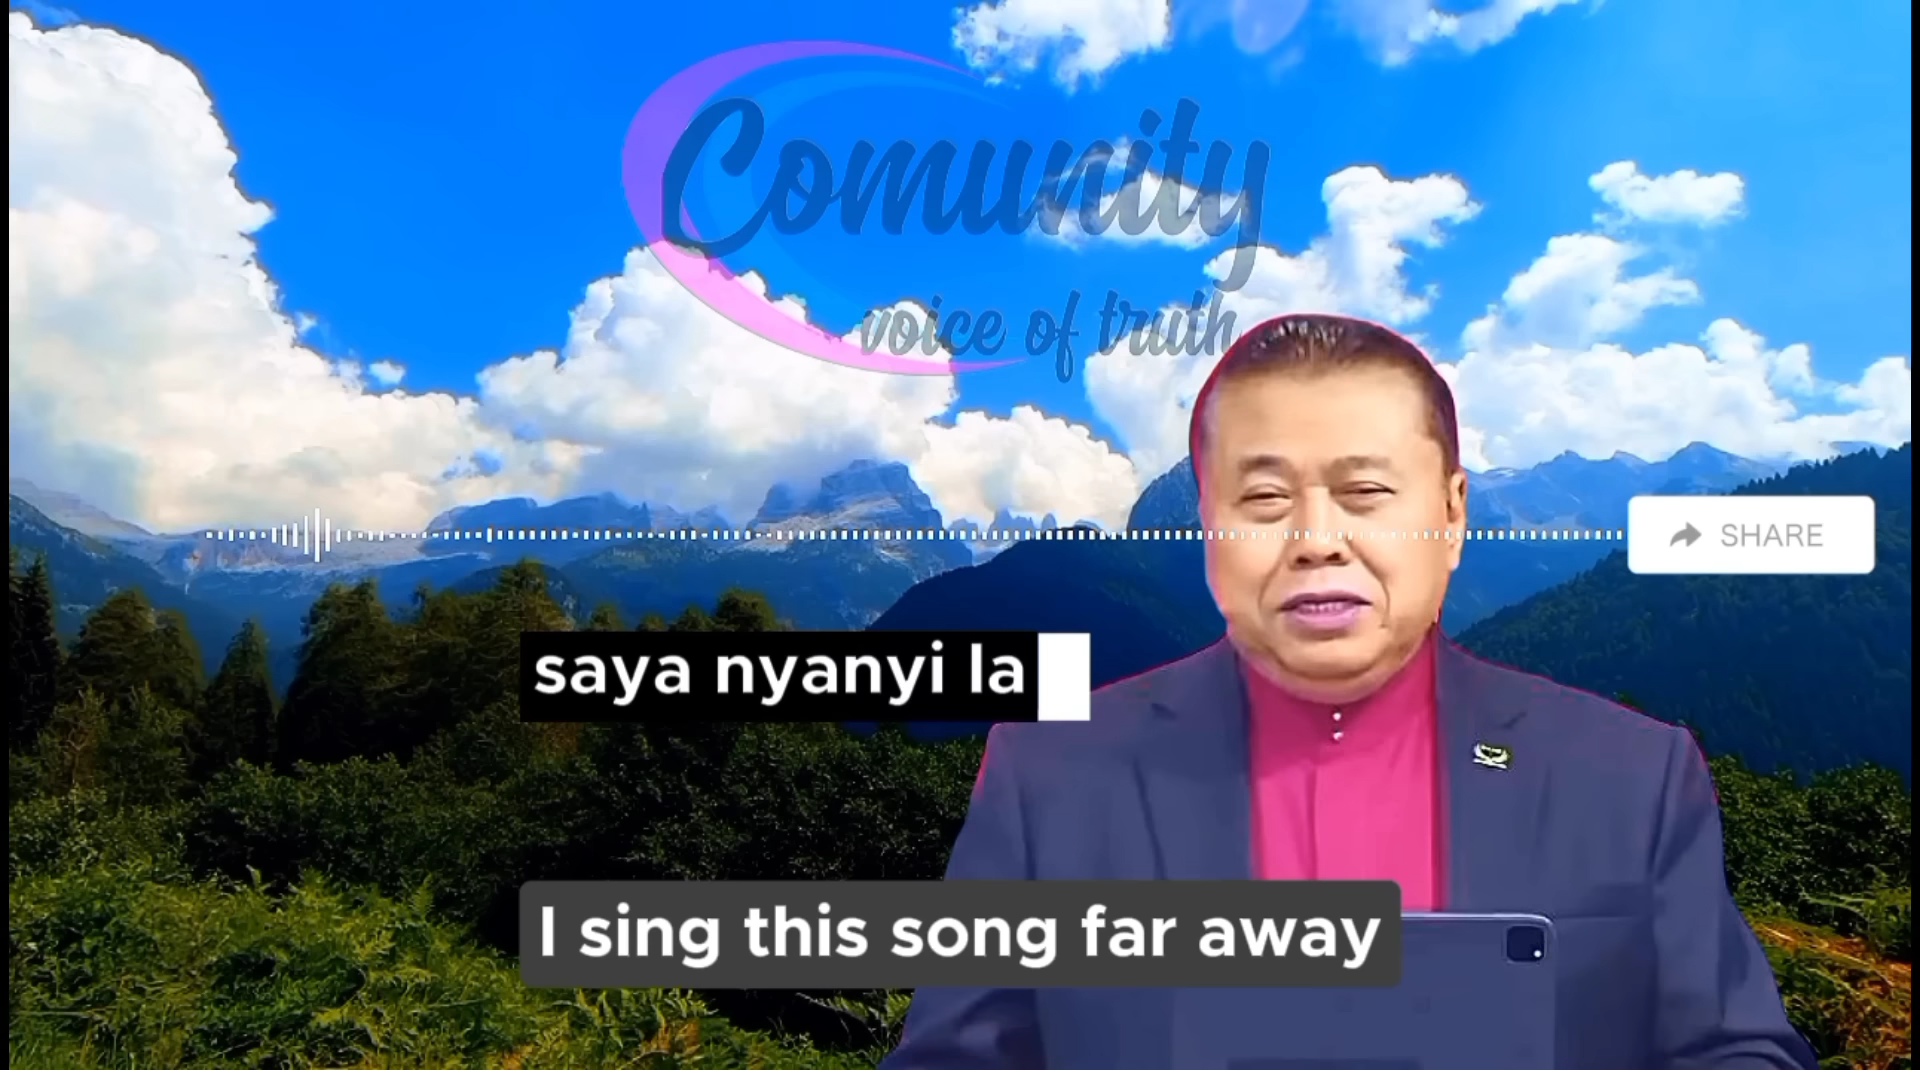 Comunity
voice of truth
SHARE
saya nyanyi la
I sing this song far away